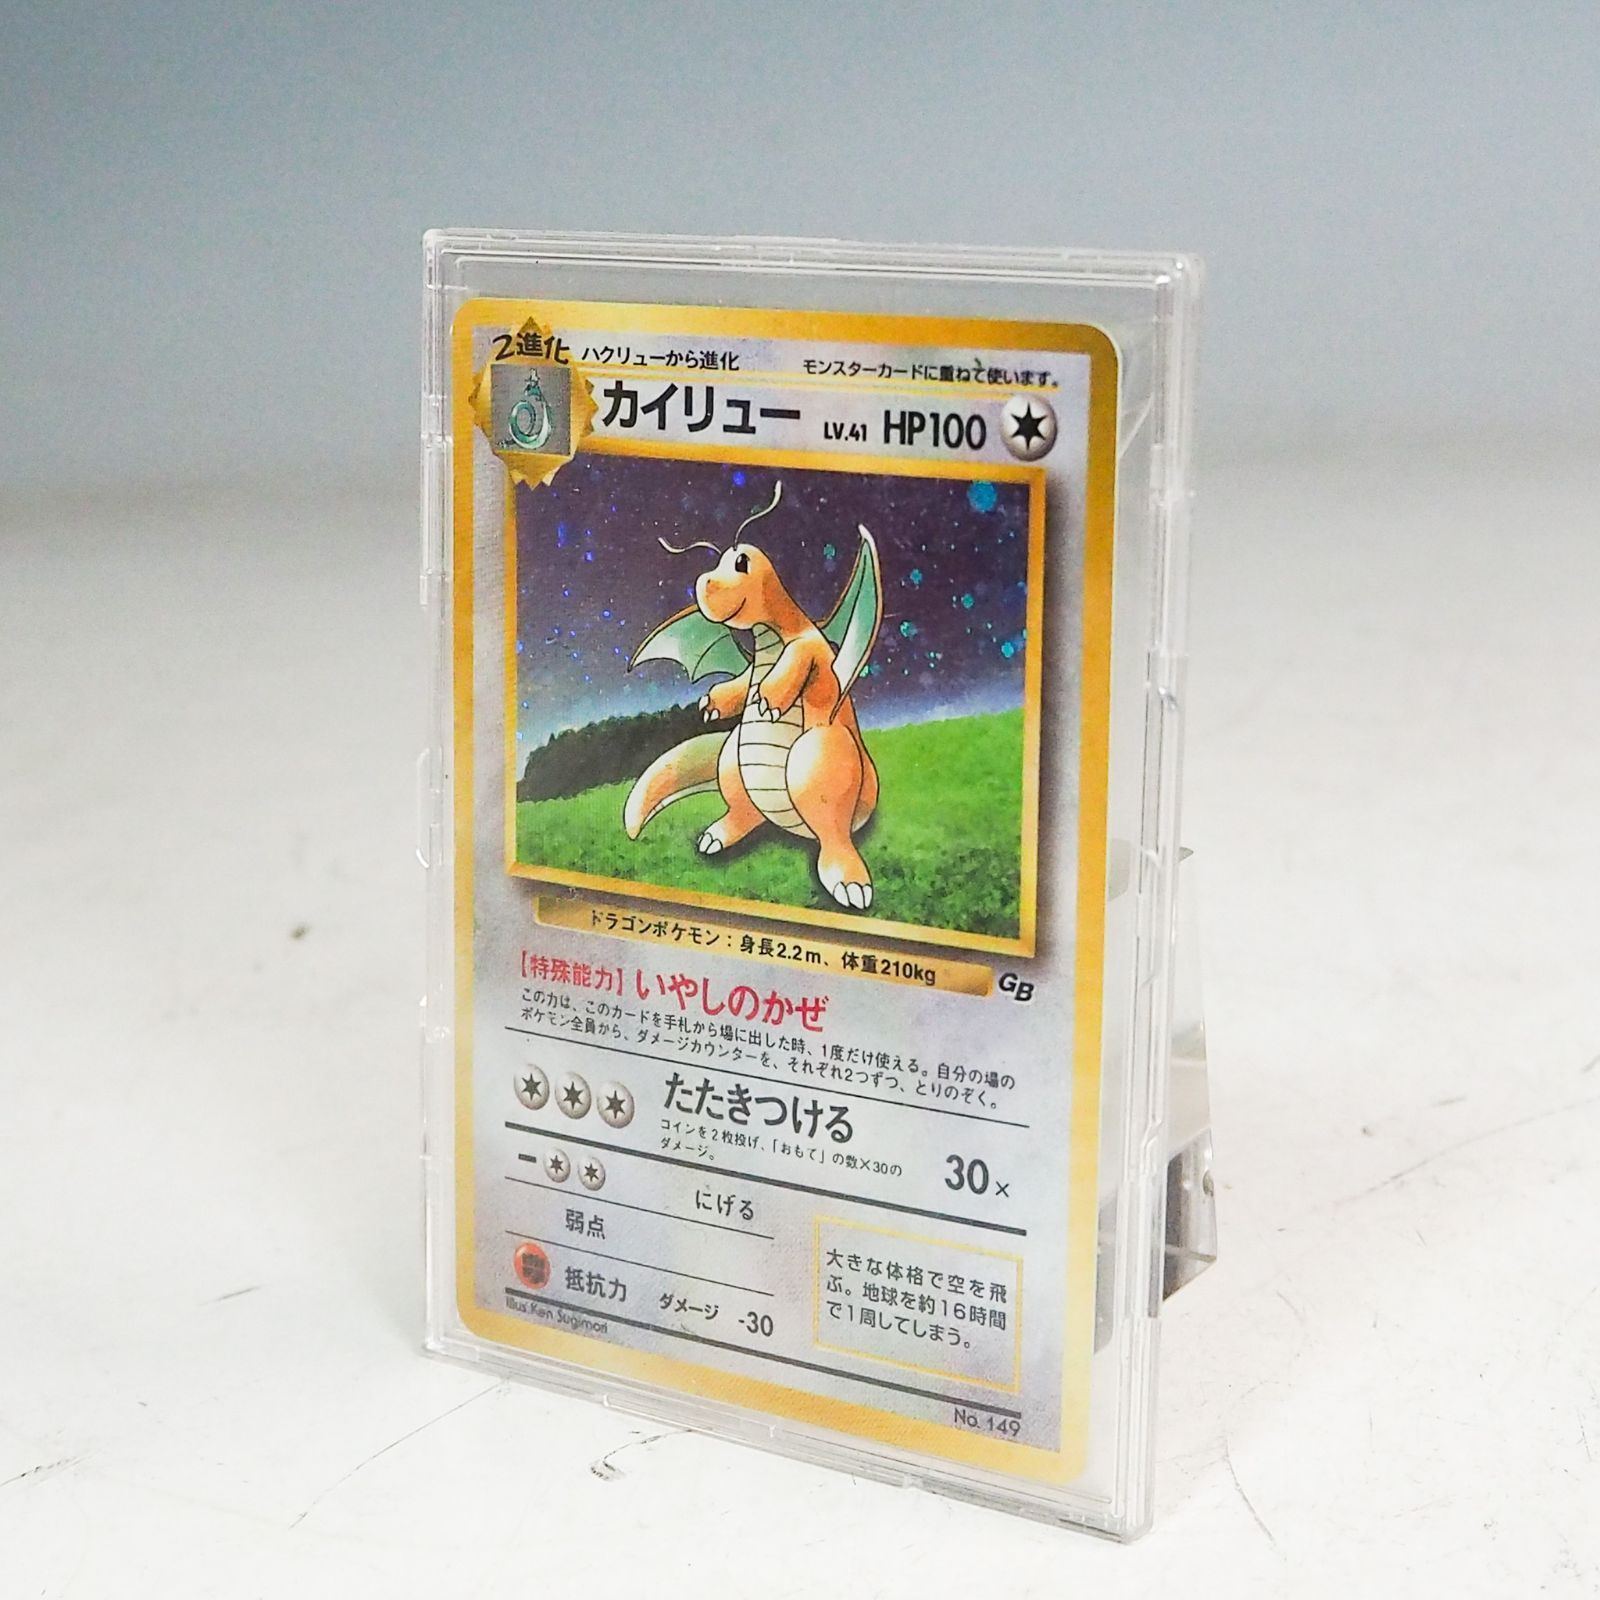 2進化 ハクリューから進化 モンスターカードに重ねて使います。
カイリュー LV.41 HP100
ドラゴンポケモン：身長2.2m、体重210kg
GB
【特殊能力】いやしのかぜ
この力は、このカードを手札から場に出した時、1度だけ使える。自分の場の
ポケモン全員から、ダメージカウンターを、それぞれ2つずつ、とりのぞく。
たたきつける
コインを2枚投げ、「おもて」の数×30の
ダメージ。
30×
− にげる
弱点
抵抗力 ダメージ -30
大きな体格で空を飛
ぶ。地球を約16時間
で1周してしまう。
Illus. Ken Sugimori
No. 149